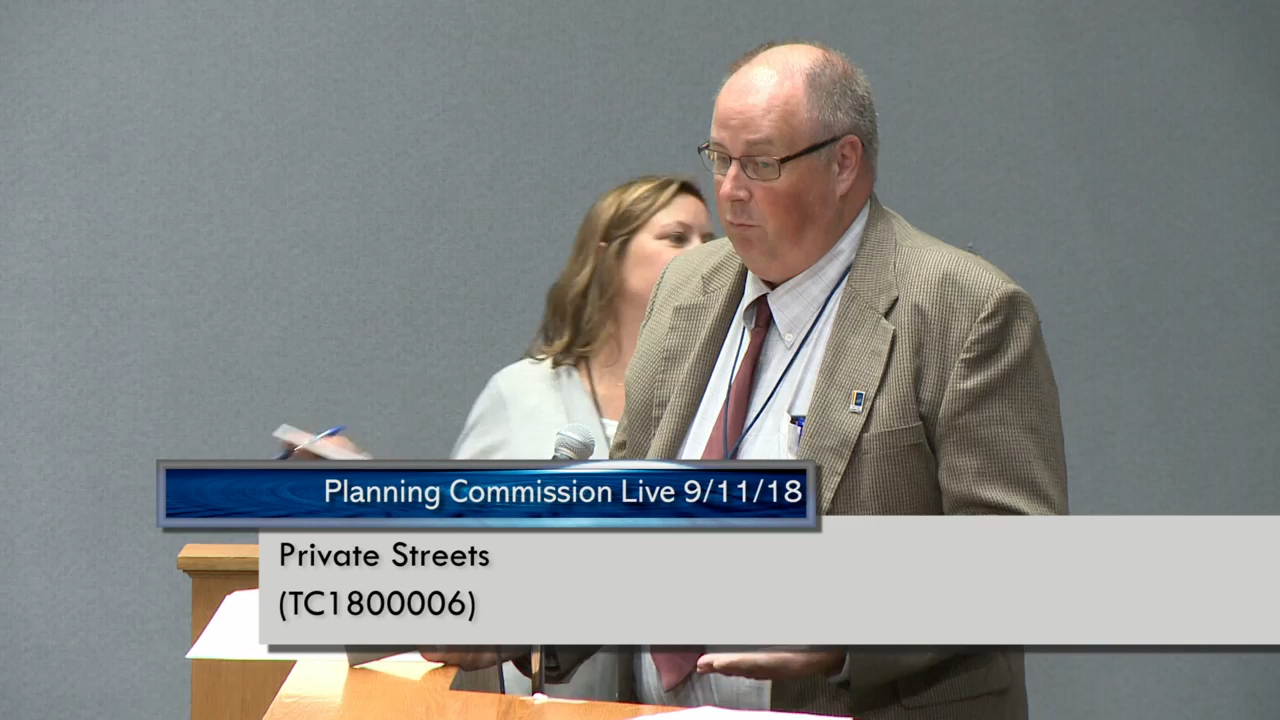 Planning Commission Live 9/11/18
Private Streets
(TC1800006)